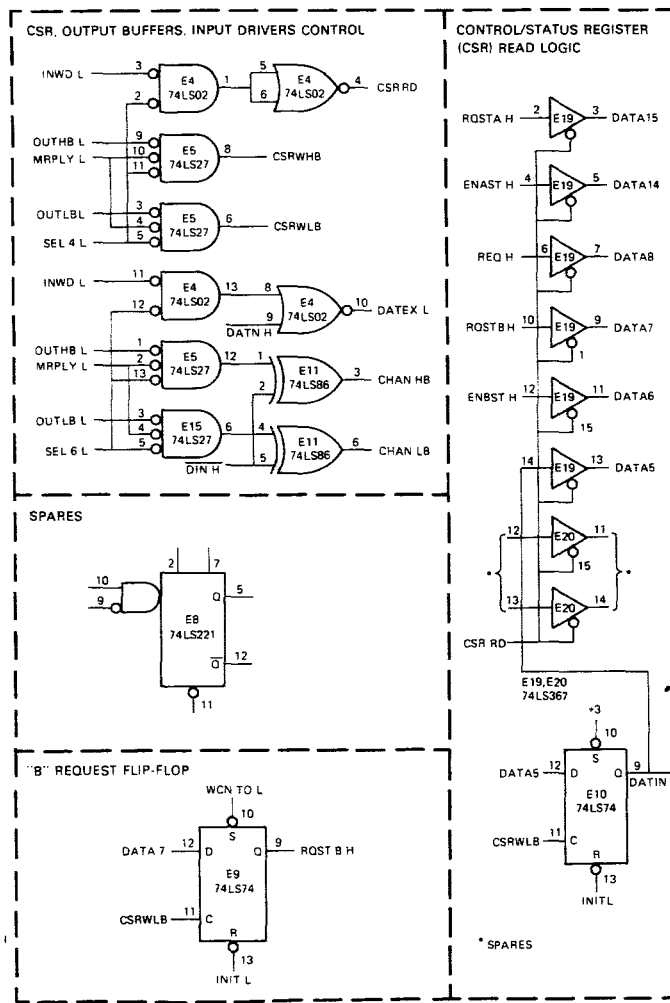 CSR, OUTPUT BUFFERS, INPUT DRIVERS CONTROL
INWD L
3
2
E4
74LS02
1
5
6
E4
74LS02
4
CSR RD
OUTHB L
MRPLY L
9
10
11
E5
74LS27
8
CSRWHB
OUTLBL
SEL 4 L
3
4
5
E5
74LS27
6
CSRWLB
INWD L
11
12
E4
74LS02
13
8
9
DATN H
E4
74LS02
10
DATEX L
OUTHB L
MRPLY L
1
2
13
E5
74LS27
12
1
2
E11
74LS86
3
CHAN HB
OUTLB L
SEL 6 L
3
4
5
E15
74LS27
6
4
5
DIN H
E11
74LS86
6
CHAN LB
SPARES
10
9
2
7
E8
74LS221
Q
5
Q
12
11
"B" REQUEST FLIP-FLOP
WCN TO L
10
S
DATA 7
12
D
Q
9
RQST B H
E9
74LS74
CSRWLB
11
C
R
13
INIT L
CONTROL/STATUS REGISTER
(CSR) READ LOGIC
RQSTA H
2
E19
3
DATA15
ENAST H
4
E19
5
DATA14
REQ H
6
E19
7
DATA8
RQSTB H
10
E19
9
DATA7
1
ENBST H
12
E19
11
DATA6
15
14
E19
13
DATA5
*
12
E20
11
*
15
13
E20
14
CSR RD
E19,E20
74LS367
+3
10
S
DATA5
12
D
Q
9
DATIN
E10
74LS74
CSRWLB
11
C
R
13
INITL
* SPARES